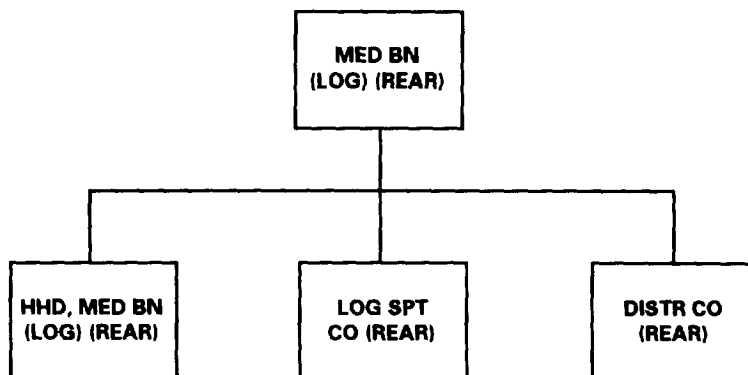 MED BN
(LOG) (REAR)
HHD, MED BN
(LOG) (REAR)
LOG SPT
CO (REAR)
DISTR CO
(REAR)